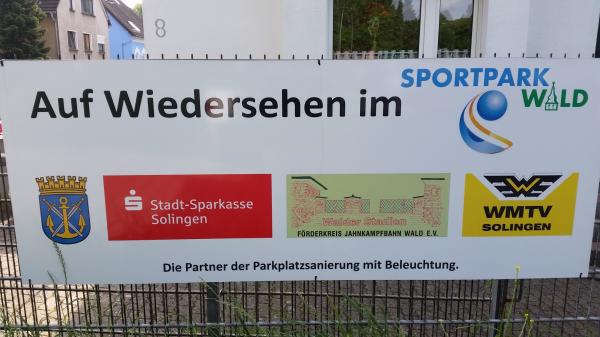 8
Auf Wiedersehen im
SPORTPARK
WALD
Stadt-Sparkasse
Solingen
Walder Stadion
FÖRDERKREIS JAHNKAMPFBAHN WALD E.V.
WMTV
SOLINGEN
Die Partner der Parkplatzsanierung mit Beleuchtung.